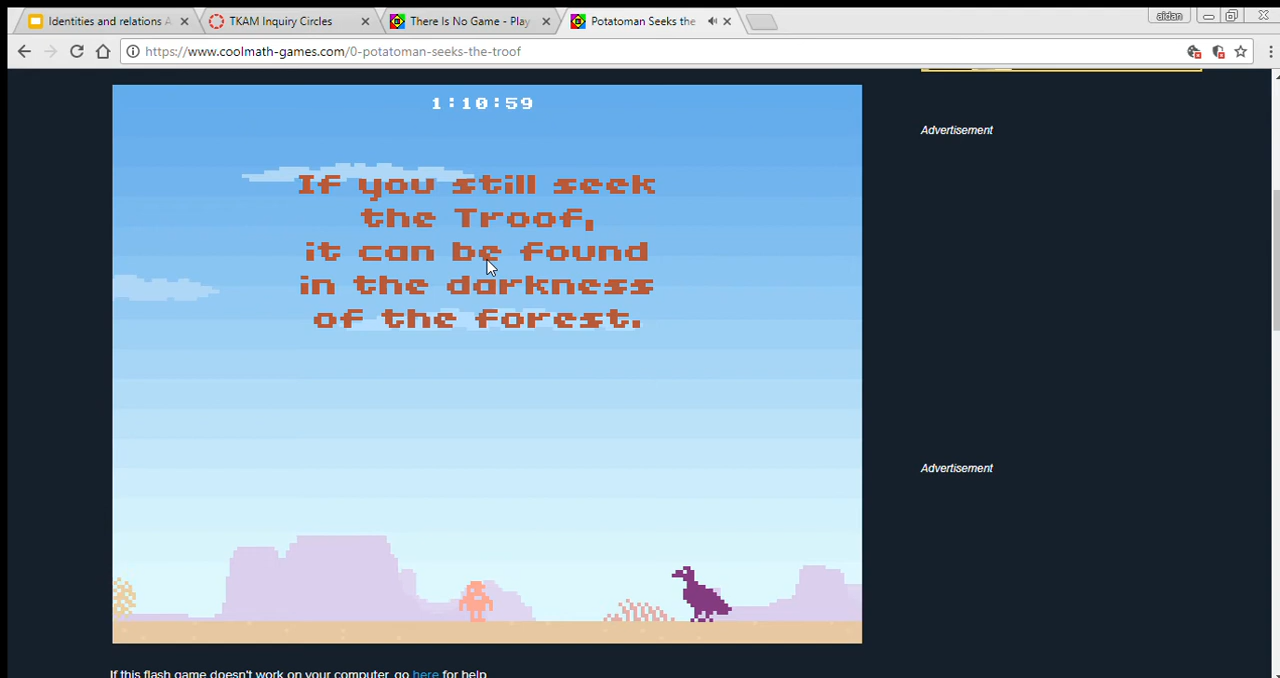 Identities and relations A
TKAM Inquiry Circles
There Is No Game - Play
Potatoman Seeks the
aidan
https://www.coolmath-games.com/0-potatoman-seeks-the-troof
1:10:59
If you still seek
the Troof,
it can be found
in the darkness
of the forest.
Advertisement
Advertisement
If this flash game doesn't work on your computer, go here for help